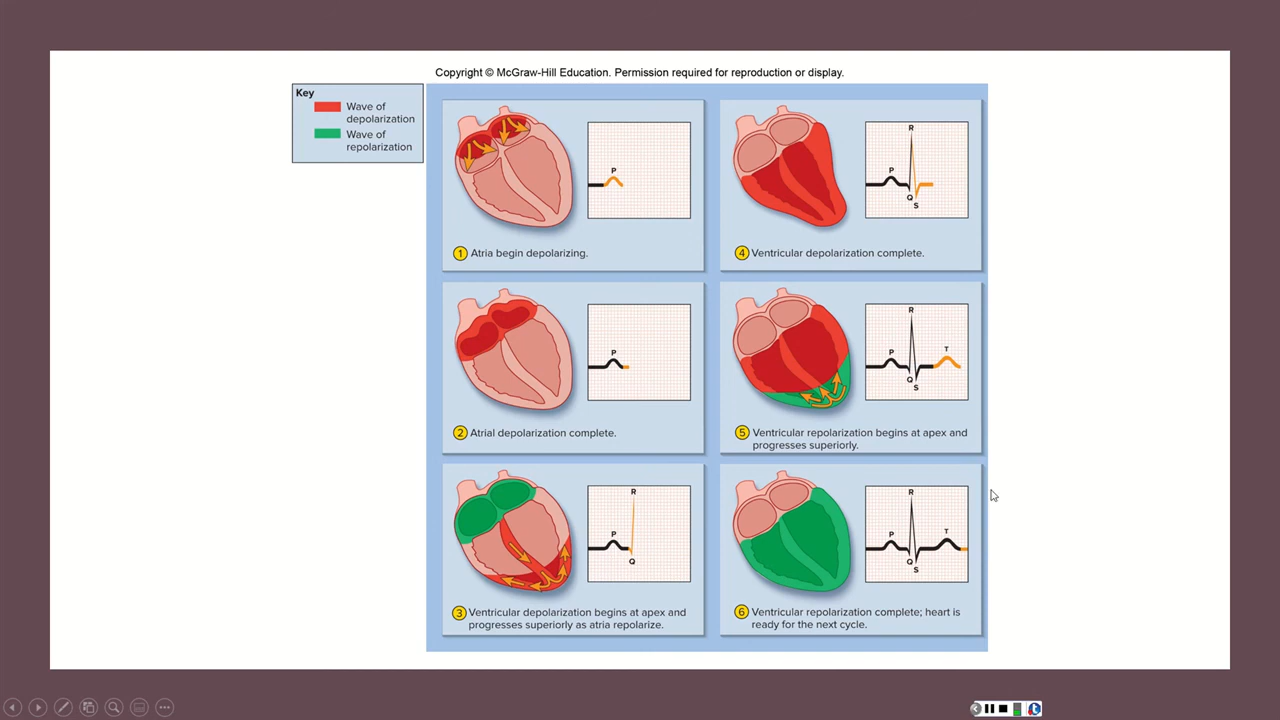 Copyright © McGraw-Hill Education. Permission required for reproduction or display.
Key
Wave of
depolarization
Wave of
repolarization
P
1 Atria begin depolarizing.
P
2 Atrial depolarization complete.
R
P
Q
3 Ventricular depolarization begins at apex and
progresses superiorly as atria repolarize.
R
P
Q
S
4 Ventricular depolarization complete.
R
P
T
Q
S
5 Ventricular repolarization begins at apex and
progresses superiorly.
R
P
T
Q
S
6 Ventricular repolarization complete; heart is
ready for the next cycle.